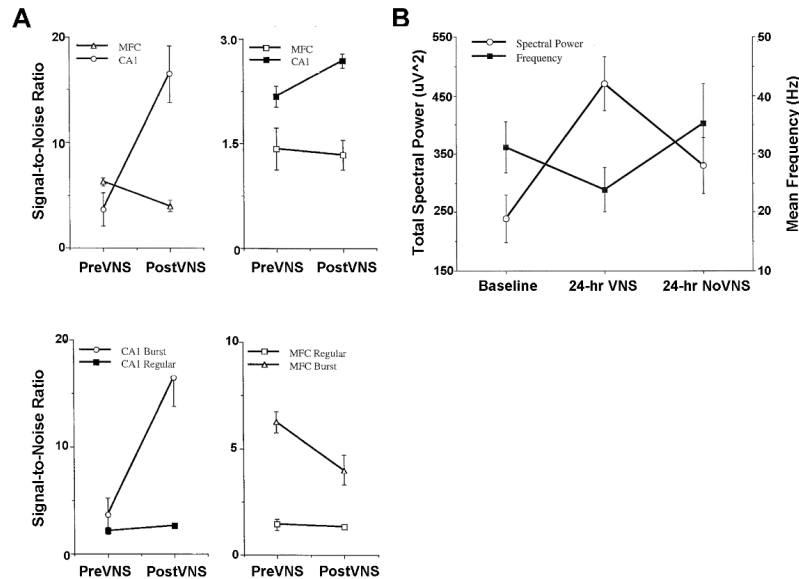 A
Signal-to-Noise Ratio
20
10
0
MFC
CA1
PreVNS PostVNS
3.0
1.5
0
MFC
CA1
PreVNS PostVNS
B
Total Spectral Power (uV^2)
550
450
350
250
150
Spectral Power
Frequency
50
40
30
20
10
Mean Frequency (Hz)
Baseline 24-hr VNS 24-hr NoVNS
Signal-to-Noise Ratio
20
10
0
CA1 Burst
CA1 Regular
PreVNS PostVNS
10
5
0
MFC Regular
MFC Burst
PreVNS PostVNS